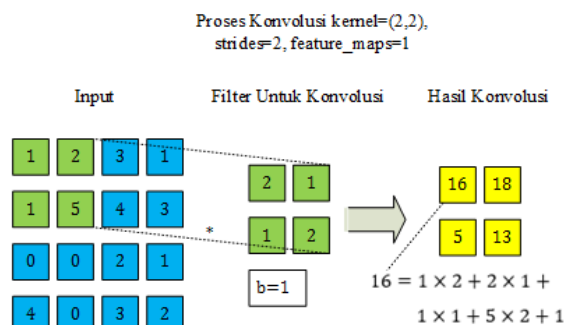 Proses Konvolusi kernel=(2,2),
strides=2, feature_maps=1
Input
Filter Untuk Konvolusi
Hasil Konvolusi
1 2 3 1
1 5 4 3
0 0 2 1
4 0 3 2
*
2 1
1 2
b=1
16 18
5 13
16 = 1 × 2 + 2 × 1 +
1 × 1 + 5 × 2 + 1